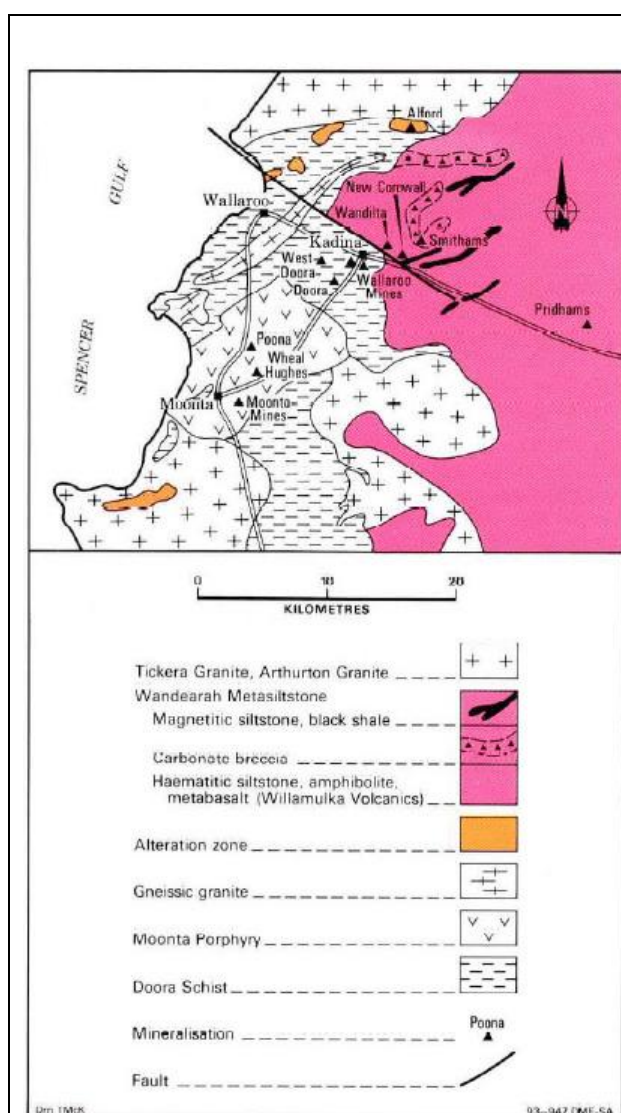 Alford
GULF
New Cornwall
Wallaroo
Wandilta
Kadina
Smithams
West-
Doora
Doora
Wallaroo
Mines
Pridhams
SPENCER
Poona
Wheal
Hughes
Moonta
Moonta
Mines
0 10 20
KILOMETRES
Tickera Granite, Arthurton Granite
Wandearah Metasiltstone
Magnetitic siltstone, black shale
Carbonate breccia
Haematitic siltstone, amphibolite,
metabasalt (Willamulka Volcanics)
Alteration zone
Gneissic granite
Moonta Porphyry
Doora Schist
Mineralisation
Poona
Fault
93-947 DME-SA